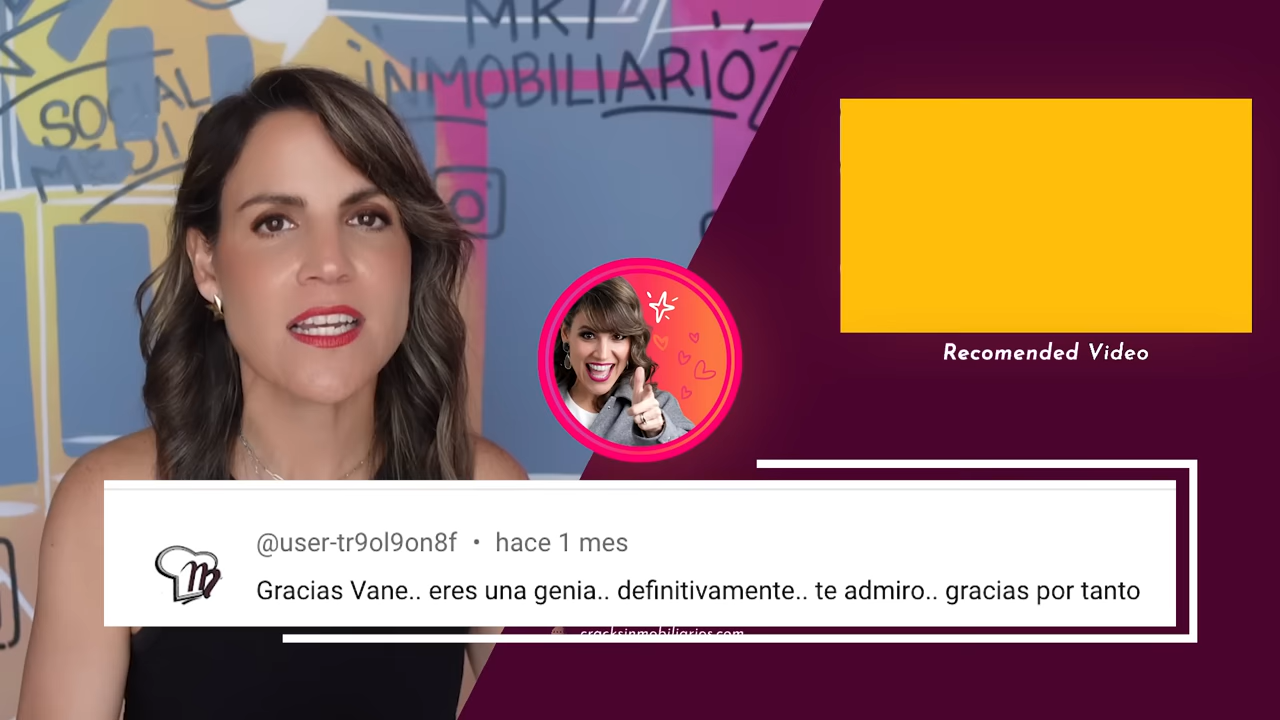 MKT
INMOBILIARIO
SOCIAL
MEDIA
Recomended Video
@user-tr9ol9on8f • hace 1 mes
Gracias Vane.. eres una genia.. definitivamente.. te admiro.. gracias por tanto
cracksinmobiliarios.com